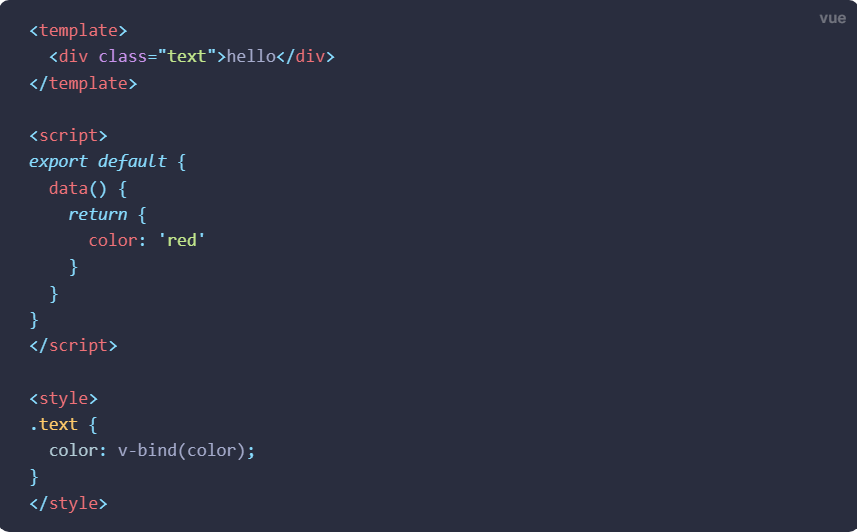 vue
<template>
  <div class="text">hello</div>
</template>

<script>
export default {
  data() {
    return {
      color: 'red'
    }
  }
}
</script>

<style>
.text {
  color: v-bind(color);
}
</style>